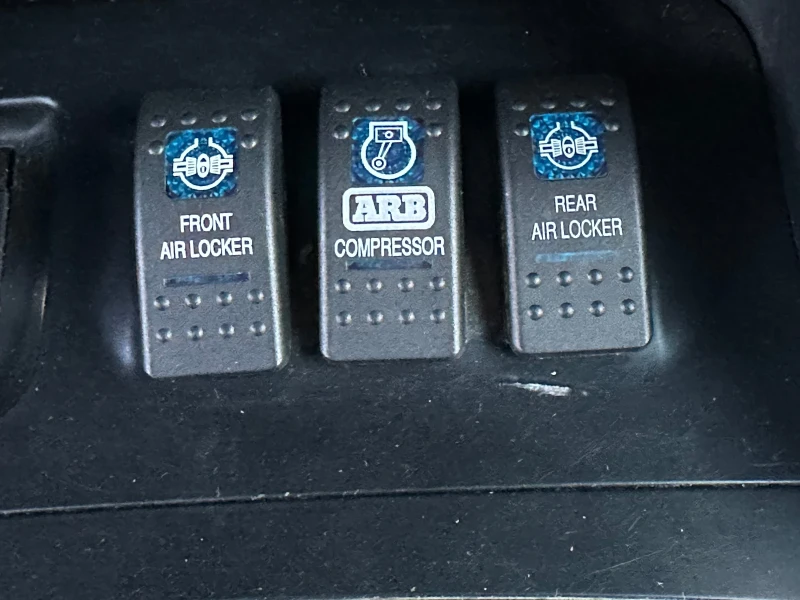 FRONT
AIR LOCKER
ARB
COMPRESSOR
REAR
AIR LOCKER